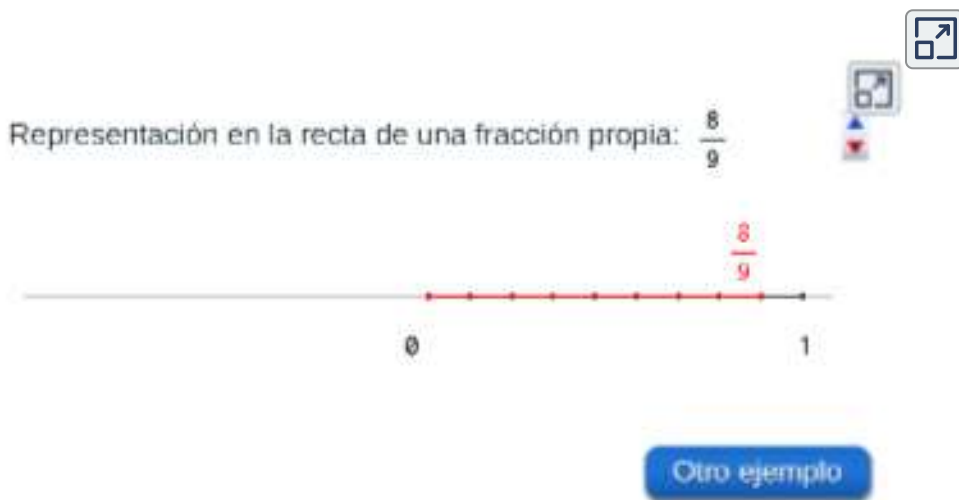 Representación en la recta de una fracción propia: 8/9
8/9
0 1
Otro ejemplo